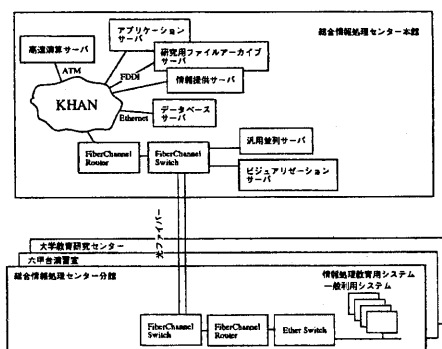 総合情報処理センター本館
アプリケーション
サーバ
高速演算サーバ
研究用ファイルアーカイブ
サーバ
ATM
FDDI
情報提供サーバ
KHAN
Ethernet
データベース
サーバ
汎用並列サーバ
FiberChannel
Rotor
FiberChannel
Switch
ビジュアリゼーション
サーバ
光ファイバー
大学教育研究センター
六甲台演習室
総合情報処理センター分館
情報処理教育用システム
一般利用システム
FiberChannel
Switch
FiberChannel
Router
Ether Switch